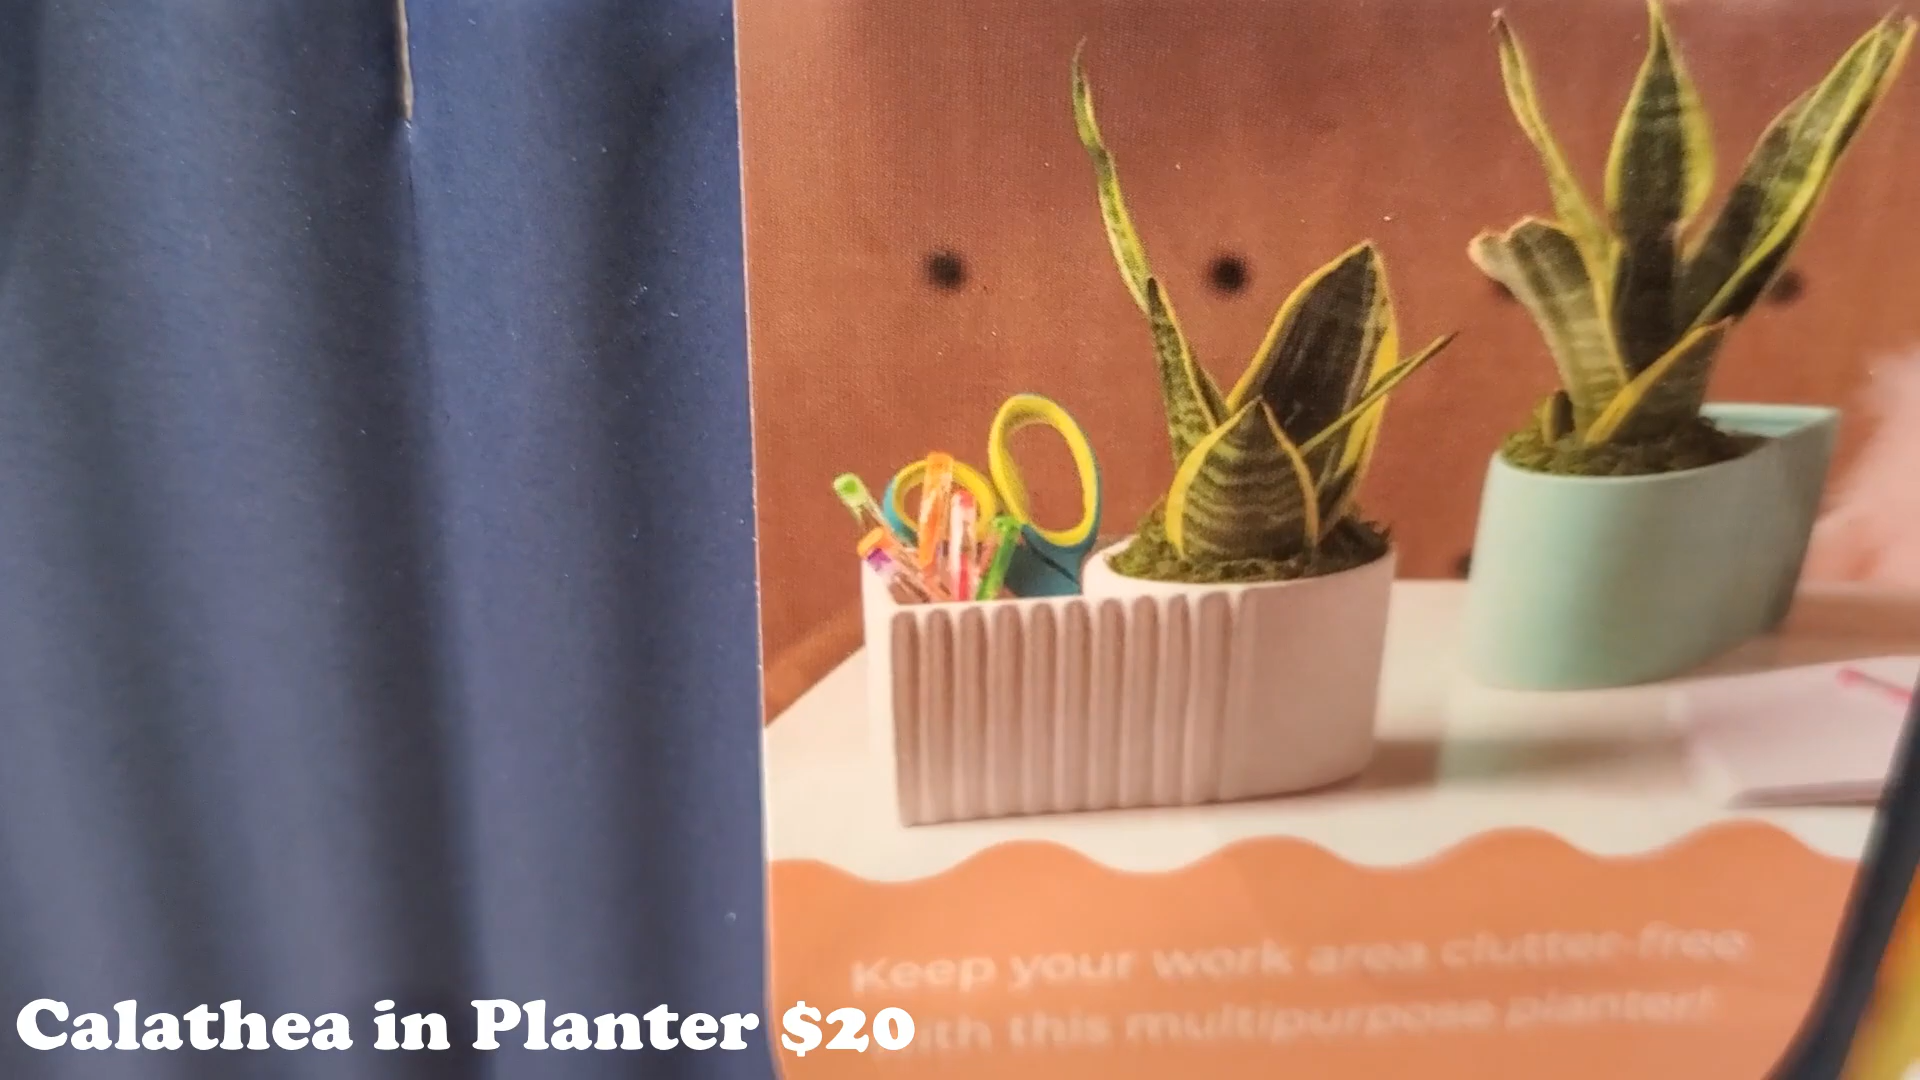 Keep your work area clutter-free
with this multipurpose planter!
Calathea in Planter $20